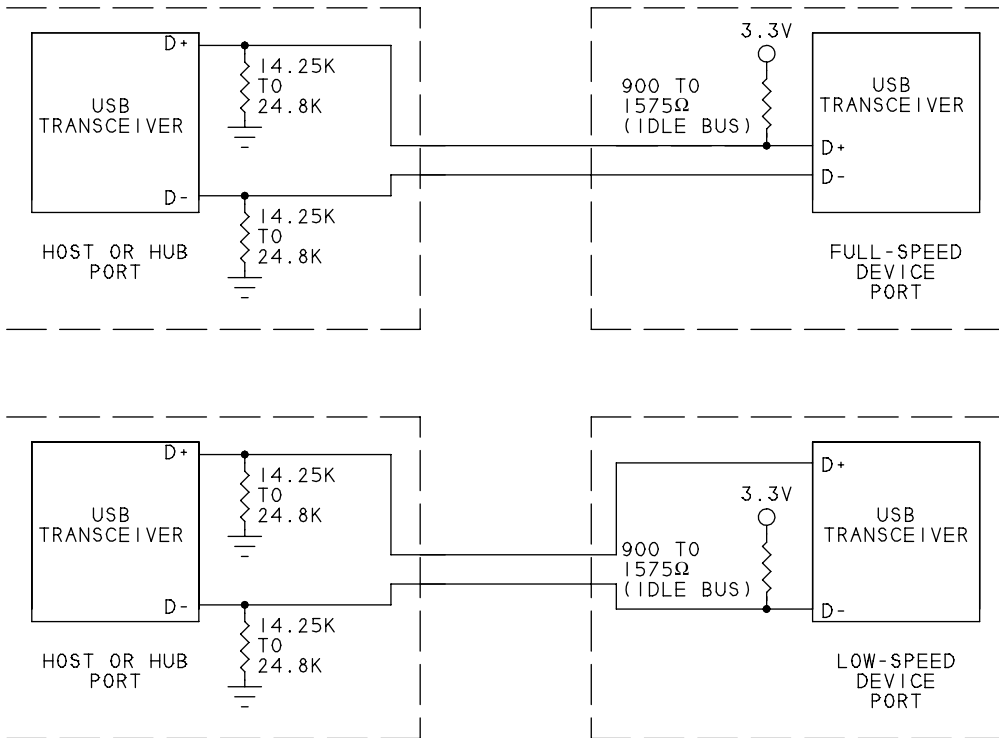 D+
14.25K
TO
24.8K
USB
TRANSCEIVER
D-
14.25K
TO
24.8K
HOST OR HUB
PORT
3.3V
900 TO
1575Ω
(IDLE BUS)
USB
TRANSCEIVER
D+
D-
FULL-SPEED
DEVICE
PORT
D+
14.25K
TO
24.8K
USB
TRANSCEIVER
D-
14.25K
TO
24.8K
HOST OR HUB
PORT
D+
3.3V
900 TO
1575Ω
(IDLE BUS)
USB
TRANSCEIVER
D-
LOW-SPEED
DEVICE
PORT